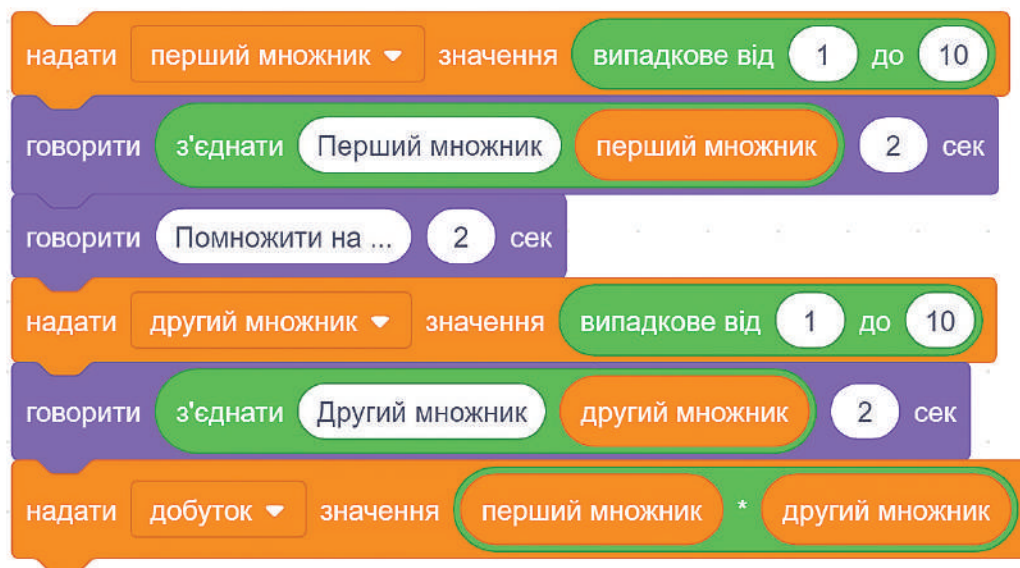 надати перший множник значення випадкове від 1 до 10
говорити з'єднати Перший множник перший множник 2 сек
говорити Помножити на ... 2 сек
надати другий множник значення випадкове від 1 до 10
говорити з'єднати Другий множник другий множник 2 сек
надати добуток значення перший множник * другий множник